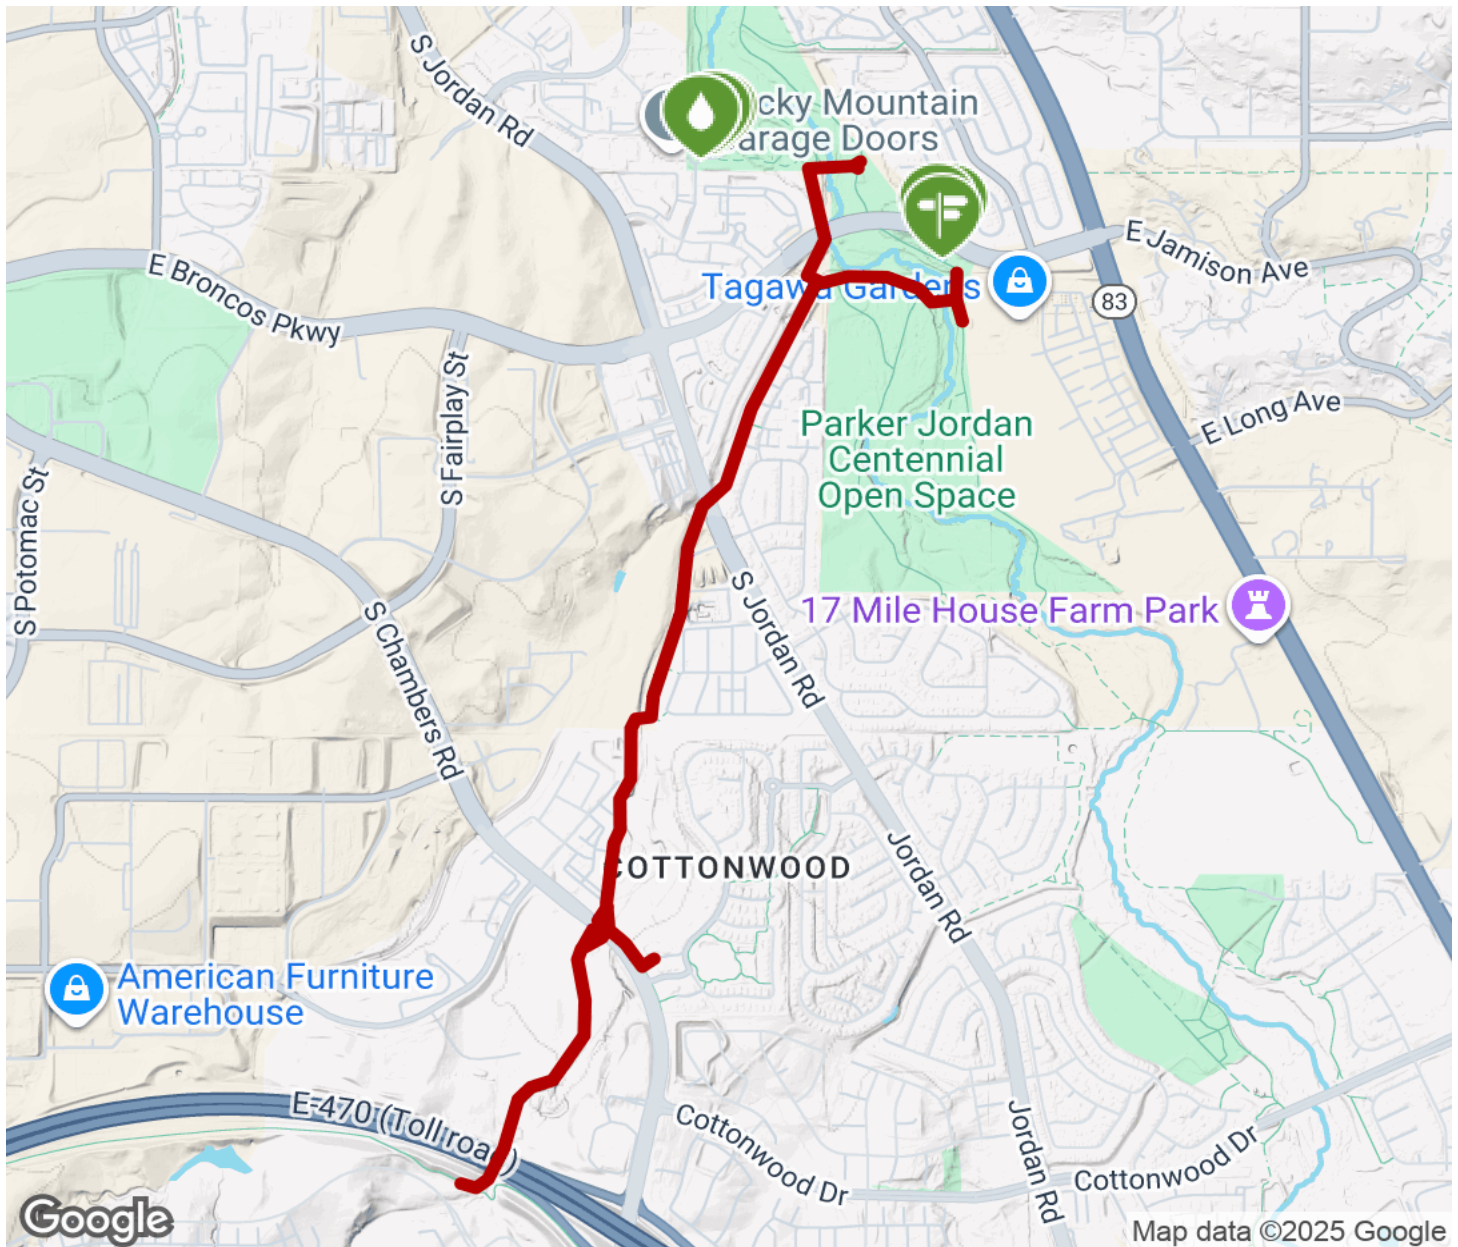 S Jordan Rd
cky Mountain
arage Doors
E Jamison Ave
E Broncos Pkwy
Tagawa Gardens
83
S Fairplay St
E Long Ave
Parker Jordan
Centennial
Open Space
S Potomac St
S Jordan Rd
17 Mile House Farm Park
S Chambers Rd
COTTONWOOD
Jordan Rd
American Furniture
Warehouse
E-470 (Toll road)
Cottonwood Dr
Jordan Rd
Cottonwood Dr
Google
Map data ©2025 Google